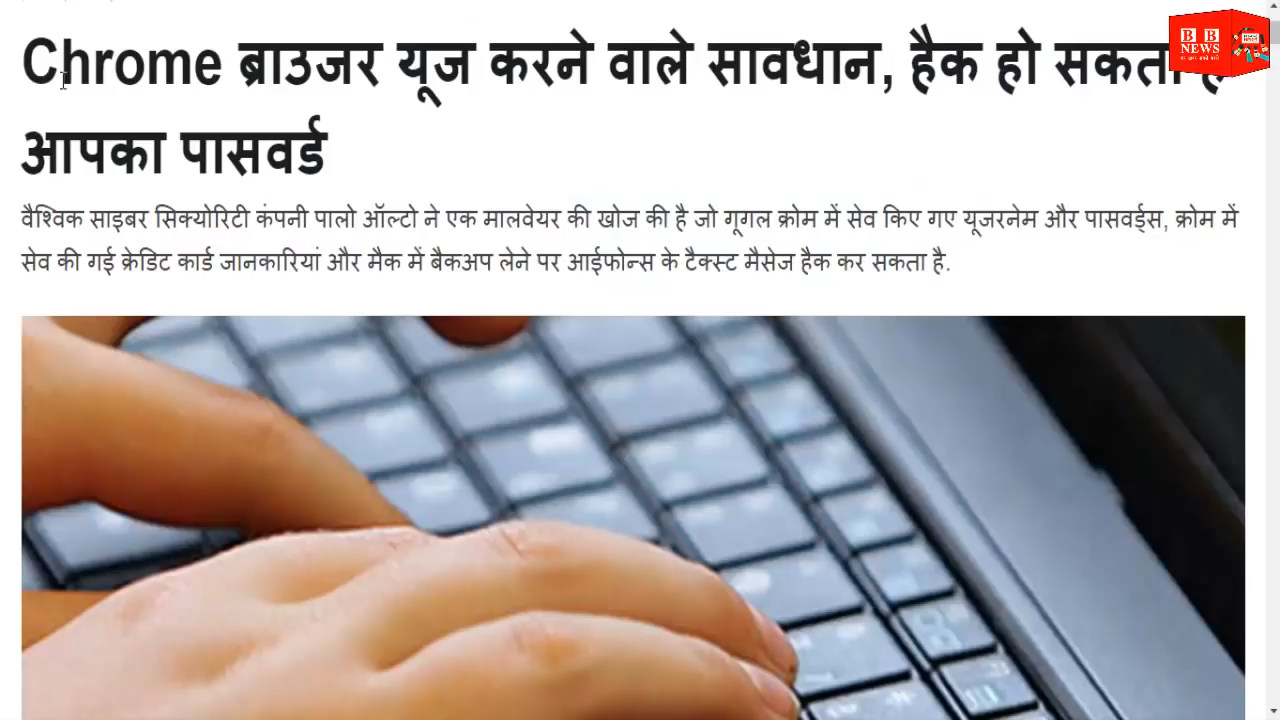 Chrome ब्राउजर यूज करने वाले सावधान, हैक हो सकता है
आपका पासवर्ड
वैश्विक साइबर सिक्योरिटी कंपनी पालो ऑल्टो ने एक मालवेयर की खोज की है जो गूगल क्रोम में सेव किए गए यूजरनेम और पासवर्ड्स, क्रोम में
सेव की गई क्रेडिट कार्ड जानकारियां और मैक में बैकअप लेने पर आईफोन्स के टैक्स्ट मैसेज हैक कर सकता है.
B B
NEWS